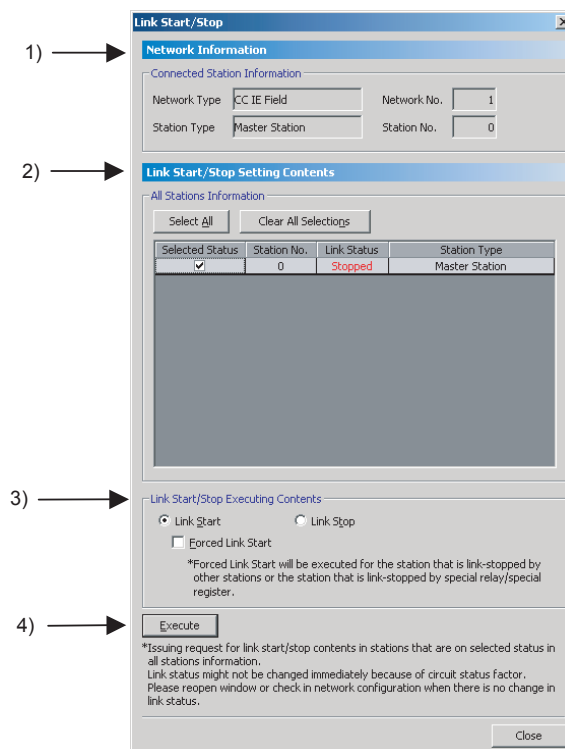 Link Start/Stop
1)
Network Information
Connected Station Information
Network Type CC IE Field Network No. 1
Station Type Master Station Station No. 0
2)
Link Start/Stop Setting Contents
All Stations Information
Select All Clear All Selections
Selected Status Station No. Link Status Station Type
0 Stopped Master Station
3)
Link Start/Stop Executing Contents
Link Start Link Stop
Forced Link Start
*Forced Link Start will be executed for the station that is link-stopped by
other stations or the station that is link-stopped by special relay/special
register.
4)
Execute
*Issuing request for link start/stop contents in stations that are on selected status in
all stations information.
Link status might not be changed immediately because of circuit status factor.
Please reopen window or check in network configuration when there is no change in
link status.
Close